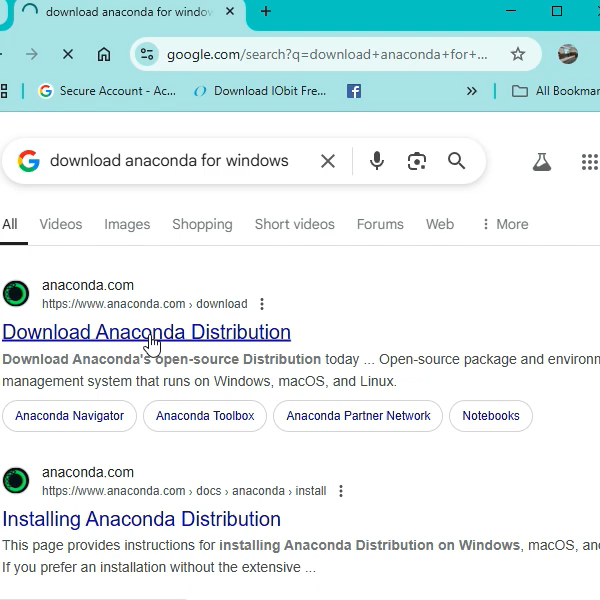 download anaconda for window
google.com/search?q=download+anaconda+for+...
Secure Account - Ac...
Download IObit Fre...
All Bookmar
download anaconda for windows
All
Videos
Images
Shopping
Short videos
Forums
Web
More
anaconda.com
https://www.anaconda.com › download
Download Anaconda Distribution
Download Anaconda's open-source Distribution today ... Open-source package and environm
management system that runs on Windows, macOS, and Linux.
Anaconda Navigator
Anaconda Toolbox
Anaconda Partner Network
Notebooks
anaconda.com
https://www.anaconda.com › docs › anaconda › install
Installing Anaconda Distribution
This page provides instructions for installing Anaconda Distribution on Windows, macOS, an
If you prefer an installation without the extensive ...